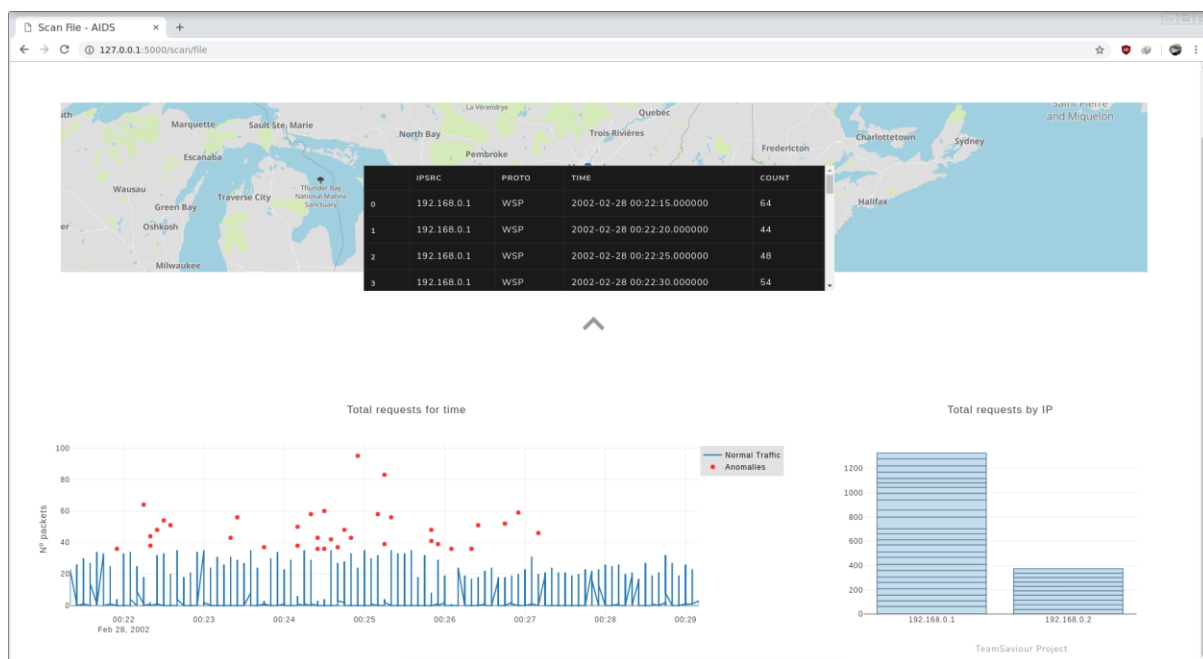 Scan File - AIDS
127.0.0.1:5000/scan/file
La Vérendrye
Quebec
and Miquelon
Marquette
Sault Ste. Marie
North Bay
Trois-Rivières
Charlottetown
Sydney
Escanaba
Pembroke
Fredericton
Wausau
Traverse City
Thunder Bay
National Marine
Sanctuary
Green Bay
Halifax
Oshkosh
Milwaukee
IPSRC PROTO TIME COUNT
0 192.168.0.1 WSP 2002-02-28 00:22:15.000000 64
1 192.168.0.1 WSP 2002-02-28 00:22:20.000000 44
2 192.168.0.1 WSP 2002-02-28 00:22:25.000000 48
3 192.168.0.1 WSP 2002-02-28 00:22:30.000000 54
Total requests for time
Nº packets
100
80
60
40
20
0
00:22 00:23 00:24 00:25 00:26 00:27 00:28 00:29
Feb 28, 2002
Normal Traffic
Anomalies
Total requests by IP
1200
1000
800
600
400
200
0
192.168.0.1 192.168.0.2
TeamSaviour Project